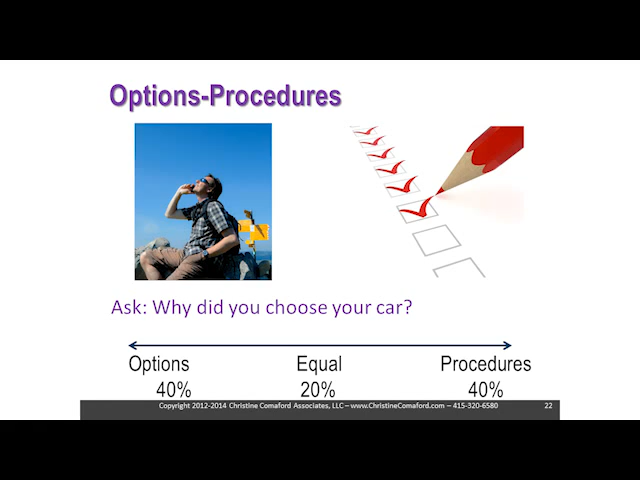 Options-Procedures
Ask: Why did you choose your car?
Options Equal Procedures
40% 20% 40%
Copyright 2012-2014 Christine Comaford Associates, LLC – www.ChristineComaford.com – 415-320-6580 22